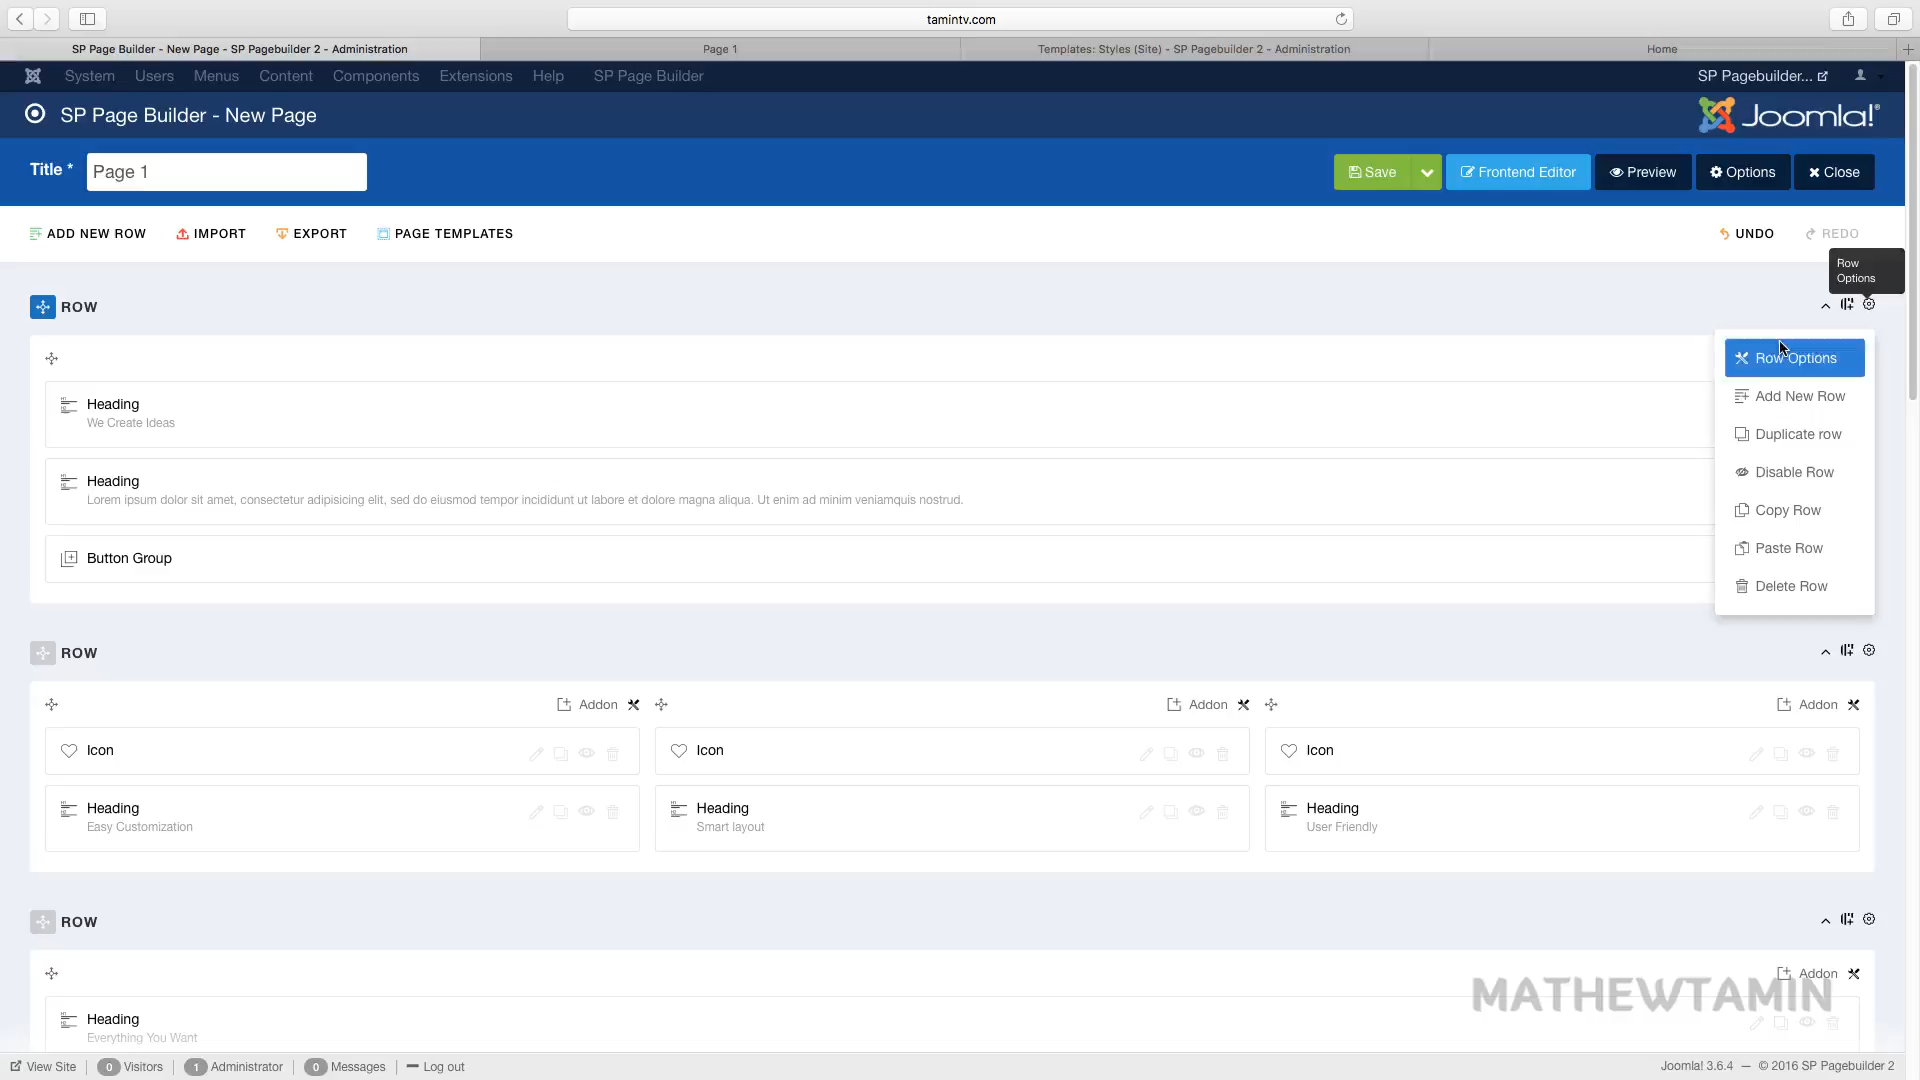 tamintv.com
SP Page Builder - New Page - SP Pagebuilder 2 - Administration
Page 1
Templates: Styles (Site) - SP Pagebuilder 2 - Administration
Home
System Users Menus Content Components Extensions Help SP Page Builder
SP Pagebuilder...
SP Page Builder - New Page
Joomla!®
Title *
Page 1
Save
Frontend Editor
Preview
Options
Close
ADD NEW ROW
IMPORT
EXPORT
PAGE TEMPLATES
UNDO
REDO
Row
Options
ROW
Row Options
Add New Row
Duplicate row
Disable Row
Copy Row
Paste Row
Delete Row
Heading
We Create Ideas
Heading
Lorem ipsum dolor sit amet, consectetur adipisicing elit, sed do eiusmod tempor incididunt ut labore et dolore magna aliqua. Ut enim ad minim veniamquis nostrud.
Button Group
ROW
Addon
Addon
Addon
Icon
Icon
Icon
Heading
Easy Customization
Heading
Smart layout
Heading
User Friendly
ROW
Addon
MATHEWTAMIN
Heading
Everything You Want
View Site
0 Visitors
1 Administrator
0 Messages
Log out
Joomla! 3.6.4 — © 2016 SP Pagebuilder 2